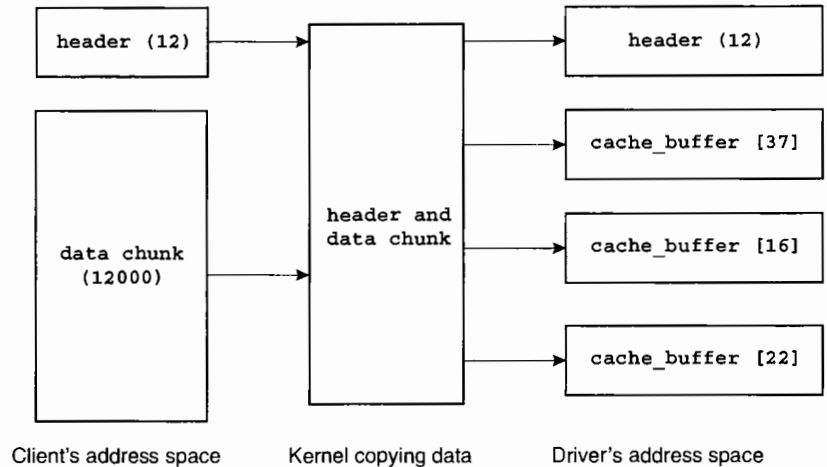 header (12)
data chunk
(12000)
header and
data chunk
header (12)
cache_buffer [37]
cache_buffer [16]
cache_buffer [22]
Client's address space
Kernel copying data
Driver's address space